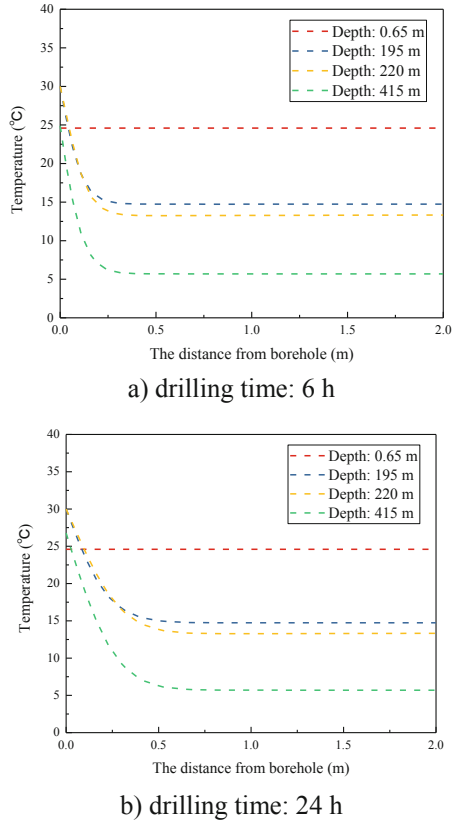 40
35
30
25
20
15
10
5
0
Temperature (℃)
Depth: 0.65 m
Depth: 195 m
Depth: 220 m
Depth: 415 m
0.0 0.5 1.0 1.5 2.0
The distance from borehole (m)
a) drilling time: 6 h
40
35
30
25
20
15
10
5
0
Temperature (℃)
Depth: 0.65 m
Depth: 195 m
Depth: 220 m
Depth: 415 m
0.0 0.5 1.0 1.5 2.0
The distance from borehole (m)
b) drilling time: 24 h